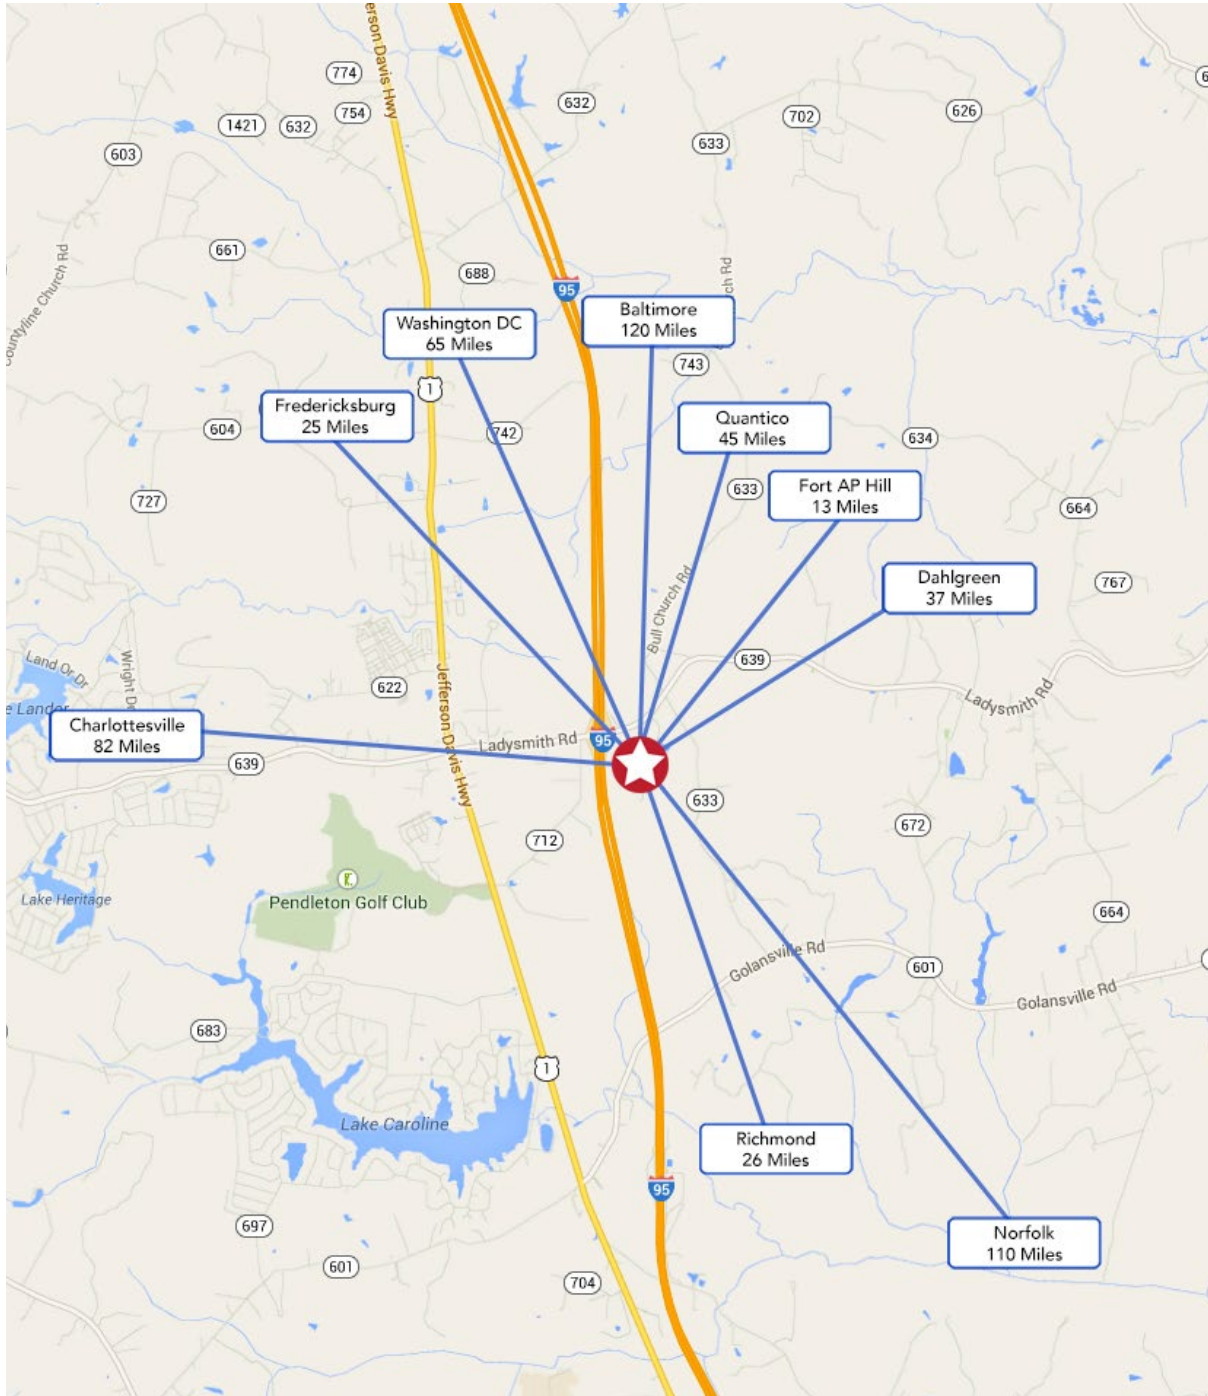 erson Davis Hwy
774
632
754
1421
632
702
626
603
633
661
Countyline Church Rd
688
95
ch Rd
Baltimore
120 Miles
Washington DC
65 Miles
743
1
Fredericksburg
25 Miles
Quantico
45 Miles
604
742
634
633
Fort AP Hill
13 Miles
727
664
Dahlgreen
37 Miles
767
Bull Church Rd
639
Land Or Dr
Wright Dr
622
Jefferson Davis Hwy
Ladysmith Rd
e Lander
Charlottesville
82 Miles
Ladysmith Rd
95
639
633
672
712
Pendleton Golf Club
Lake Heritage
664
Golansville Rd
601
Golansville Rd
683
1
Lake Caroline
Richmond
26 Miles
95
697
Norfolk
110 Miles
601
704